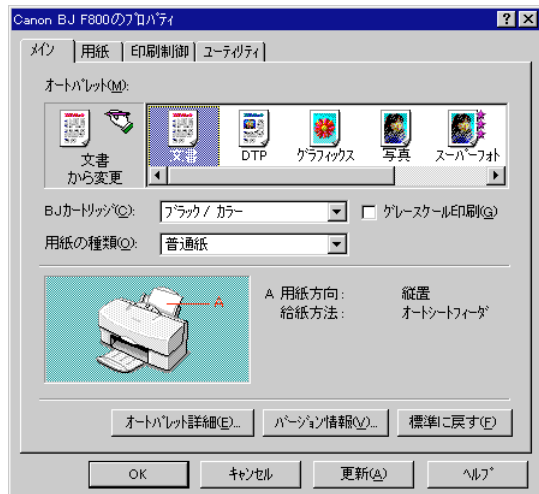 Canon BJ F800のﾌﾟﾛﾊﾟﾃｨ
ﾒｲﾝ 用紙 印刷制御 ﾕｰﾃｨﾘﾃｨ
ｵｰﾄﾊﾟﾚｯﾄ(M):
文書
から変更
文書 DTP ｸﾞﾗﾌｨｯｸｽ 写真 ｽｰﾊﾟｰﾌｫﾄ
BJｶｰﾄﾘｯｼﾞ(C): ﾌﾞﾗｯｸ / ｶﾗｰ ｸﾞﾚｰｽｹｰﾙ印刷(G)
用紙の種類(O): 普通紙
A
A 用紙方向: 縦置
給紙方法: ｵｰﾄｼｰﾄﾌｨｰﾀﾞ
ｵｰﾄﾊﾟﾚｯﾄ詳細(E)... ﾊﾞｰｼﾞｮﾝ情報(V)... 標準に戻す(F)
OK ｷｬﾝｾﾙ 更新(A) ﾍﾙﾌﾟ